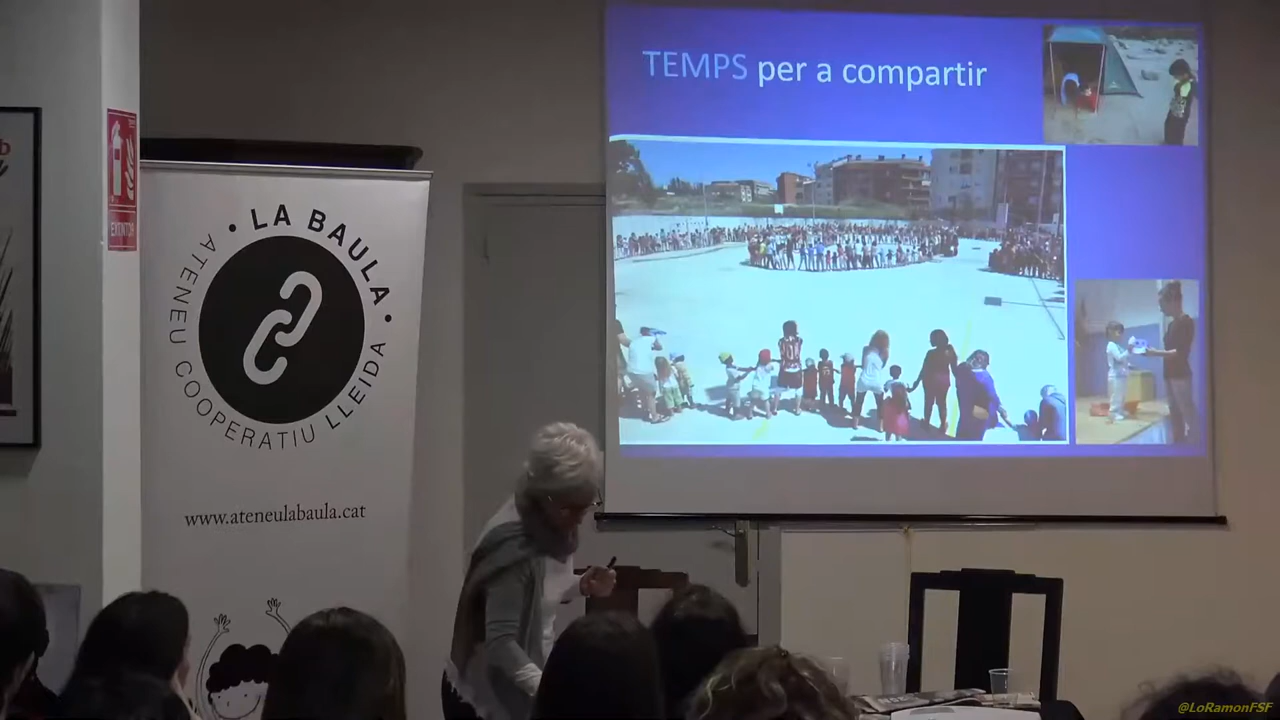 TEMPS per a compartir
EXTINTOR
• LA BAULA •
ATENEU COOPERATIU LLEIDA
www.ateneulabaula.cat
@LoRamonFSF